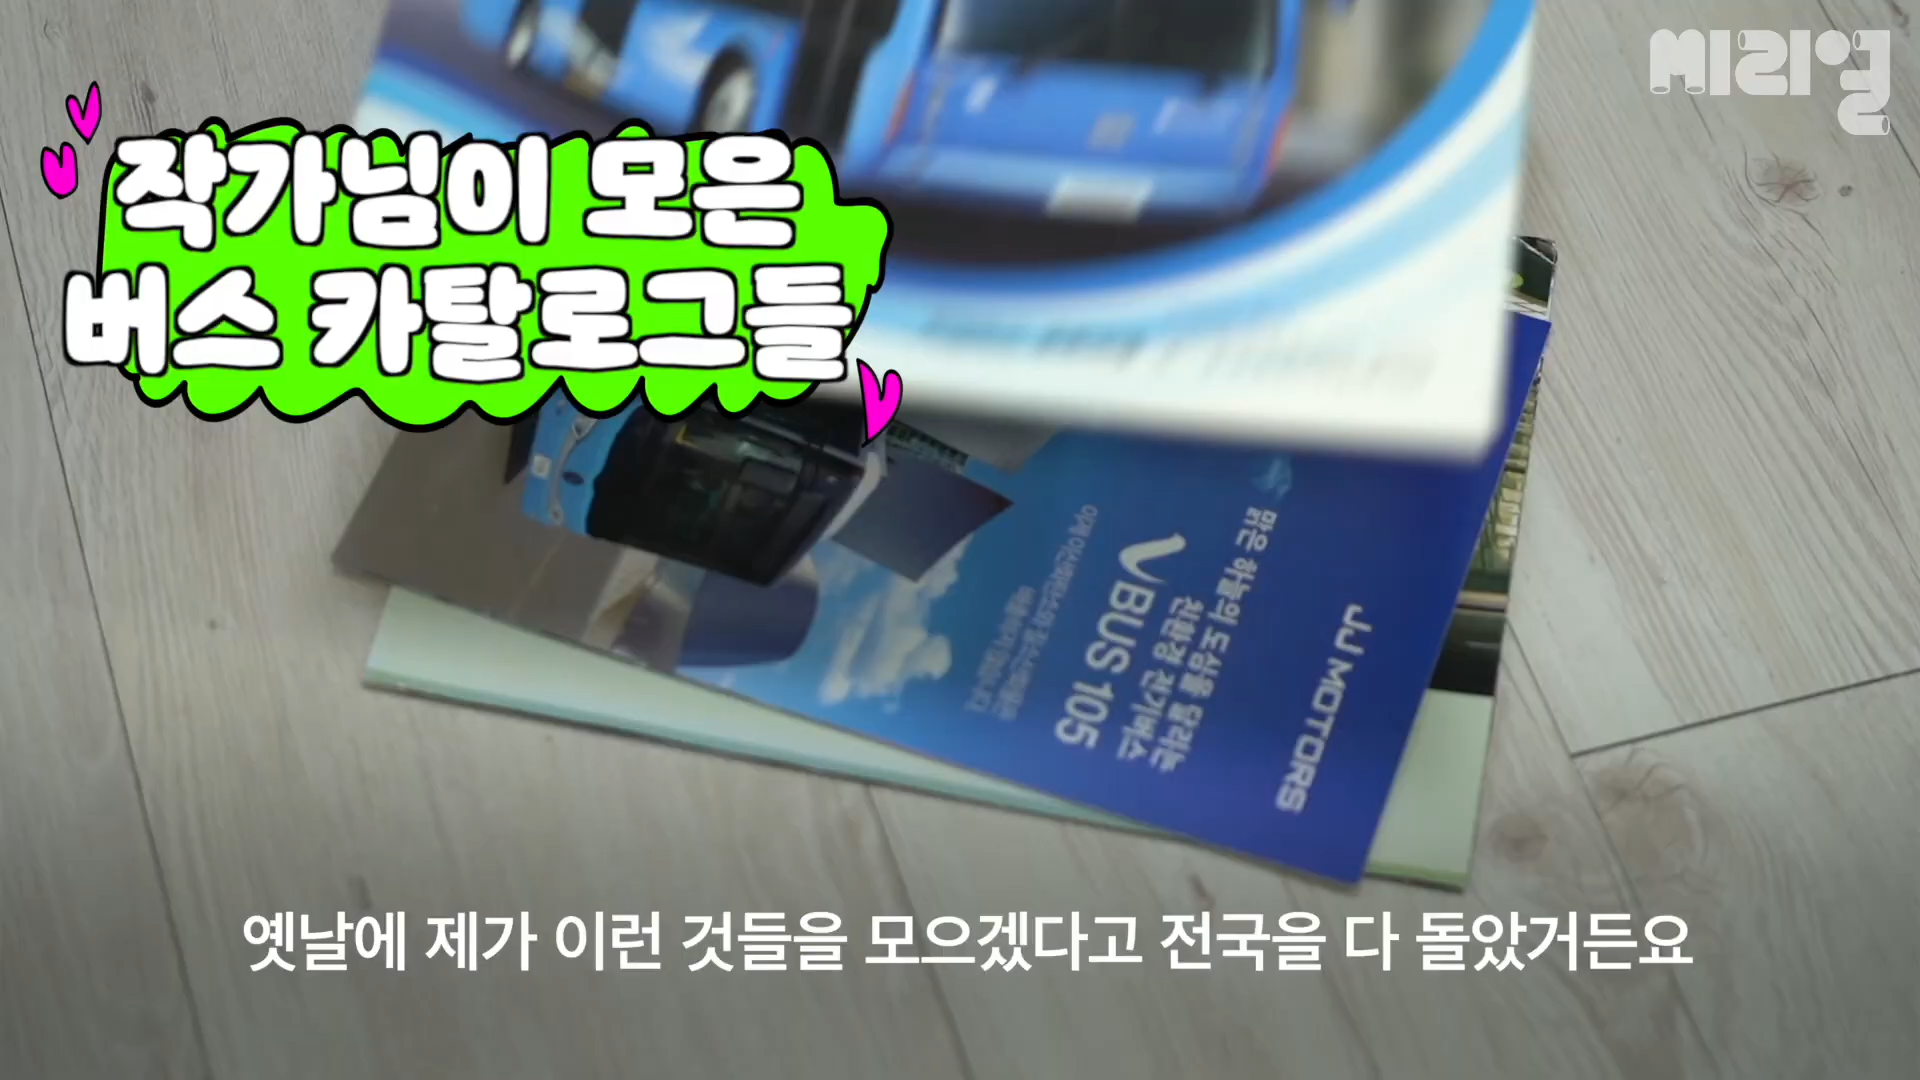 씨리얼
작가님이 모은
버스 카탈로그들
맑은 하늘의 도심을 달리는
친환경 전기버스
VBUS 105
JJ MOTORS
옛날에 제가 이런 것들을 모으겠다고 전국을 다 돌았거든요